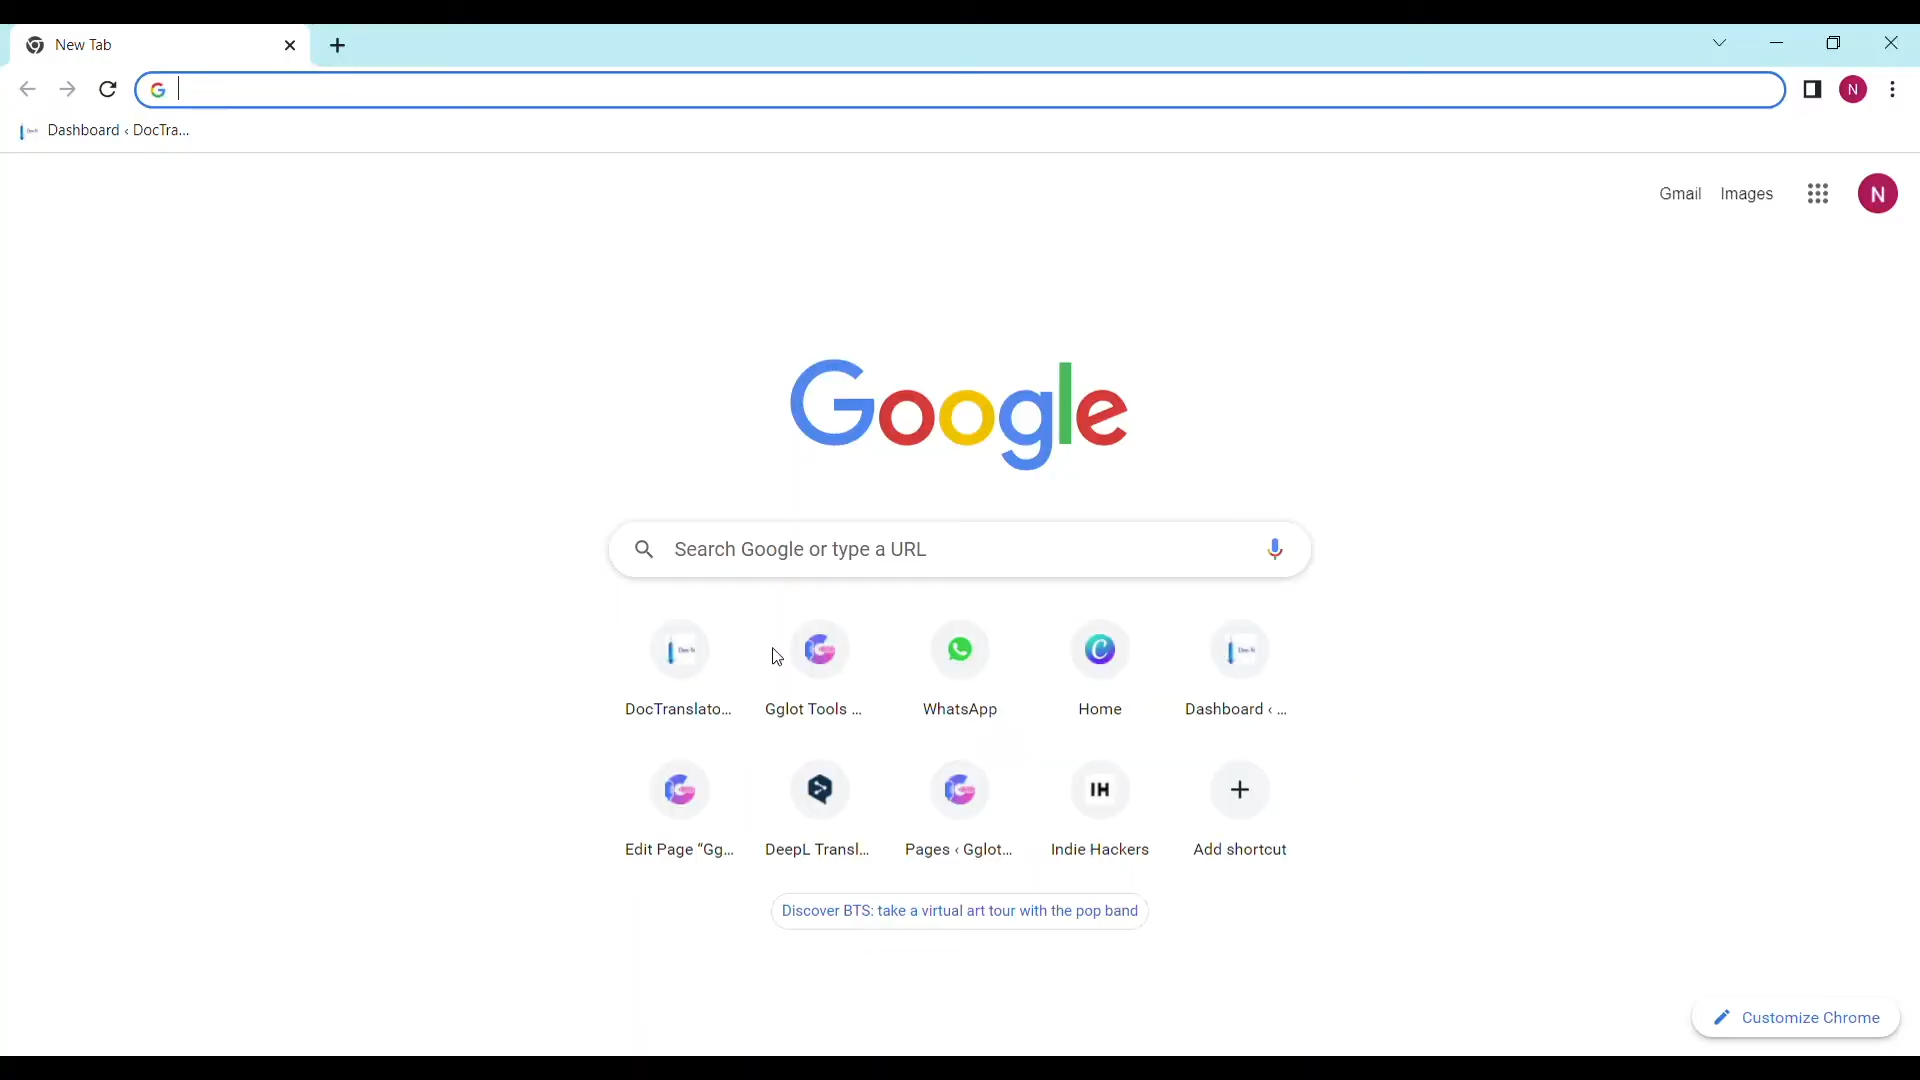 New Tab
Dashboard ‹ DocTra...
Gmail Images
N
N
Google
Search Google or type a URL
DocTranslato... Gglot Tools ... WhatsApp Home Dashboard ‹ ...
IH
Edit Page “Gg... DeepL Transl... Pages ‹ Gglot... Indie Hackers Add shortcut
Discover BTS: take a virtual art tour with the pop band
Customize Chrome